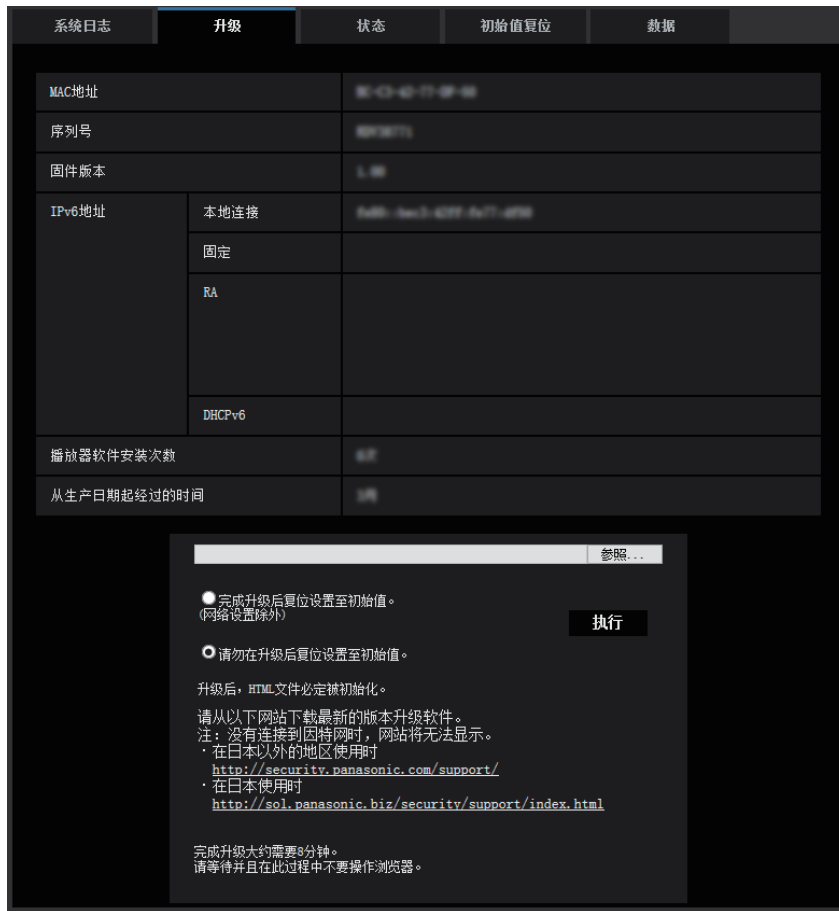 系统日志 升级 状态 初始值复位 数据
MAC地址
序列号
固件版本
IPv6地址 本地连接
固定
RA
DHCPv6
播放器软件安装次数
从生产日期起经过的时间
参照...
完成升级后复位设置至初始值。
(网络设置除外)
执行
请勿在升级后复位设置至初始值。
升级后，HTML文件必定被初始化。
请从以下网站下载最新的版本升级软件。
注：没有连接到因特网时，网站将无法显示。
·在日本以外的地区使用时
http://security.panasonic.com/support/
·在日本使用时
http://sol.panasonic.biz/security/support/index.html
完成升级大约需要8分钟。
请等待并且在此过程中不要操作浏览器。